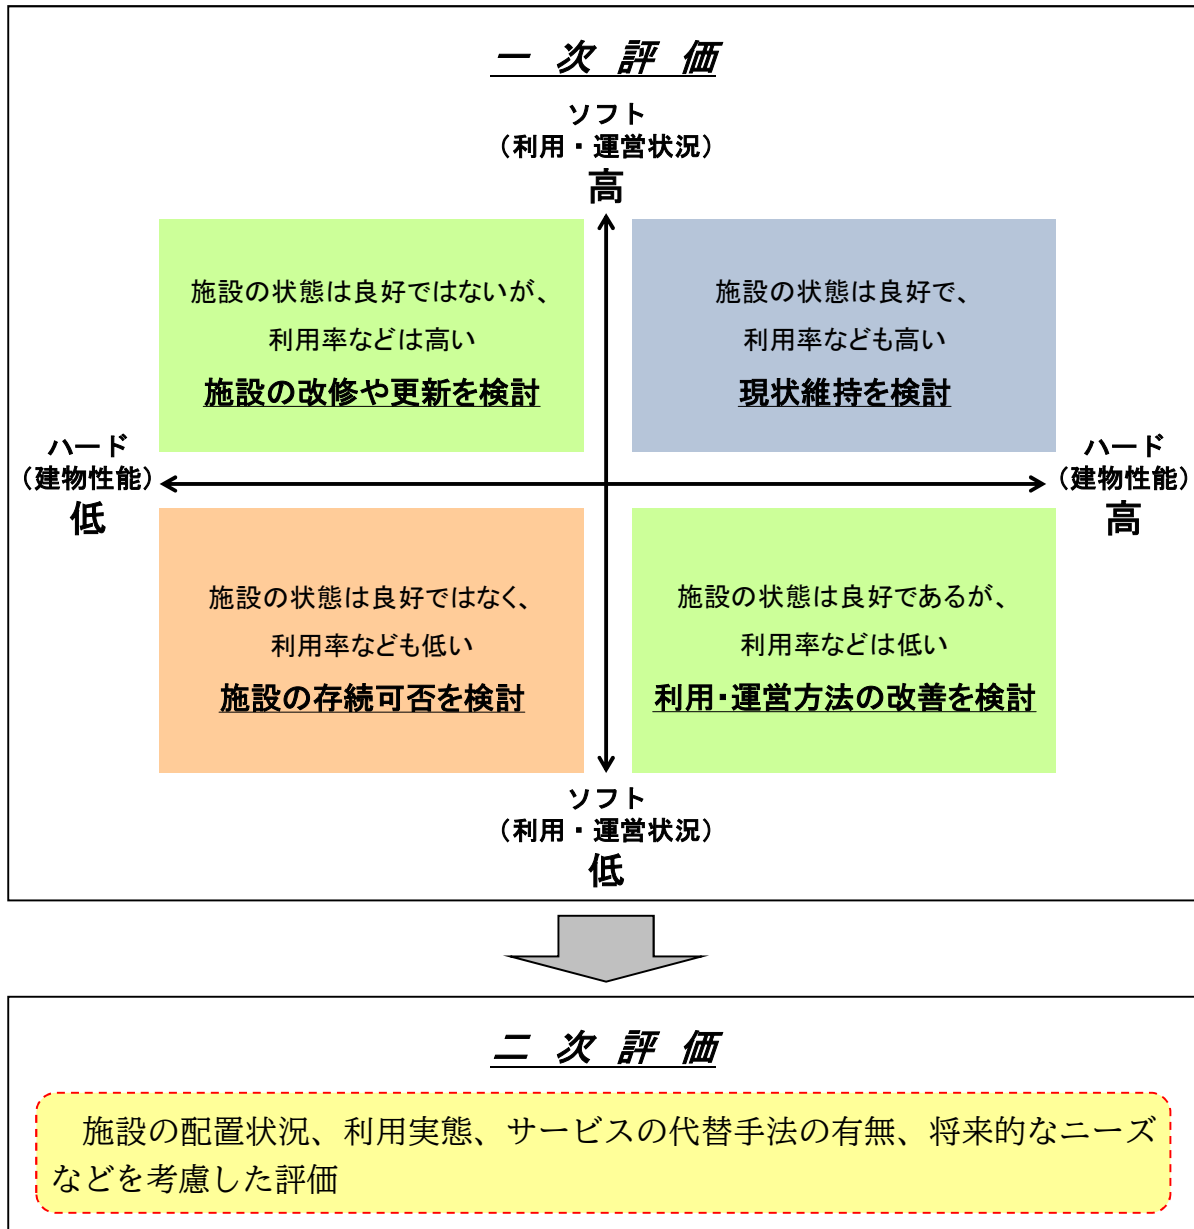 一次評価
ソフト
（利用・運営状況）
高
施設の状態は良好ではないが、
利用率などは高い
施設の改修や更新を検討
施設の状態は良好で、
利用率なども高い
現状維持を検討
ハード
（建物性能）
低
ハード
（建物性能）
高
施設の状態は良好ではなく、
利用率なども低い
施設の存続可否を検討
施設の状態は良好であるが、
利用率などは低い
利用・運営方法の改善を検討
ソフト
（利用・運営状況）
低
二次評価
施設の配置状況、利用実態、サービスの代替手法の有無、将来的なニーズ
などを考慮した評価